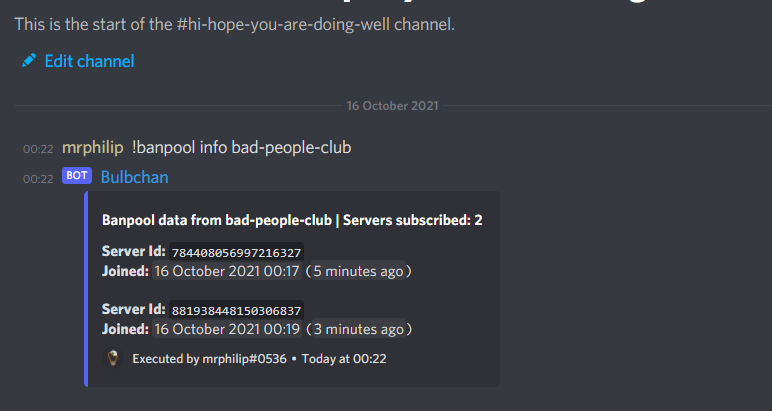 This is the start of the #hi-hope-you-are-doing-well channel.
Edit channel
16 October 2021
00:22 mrphilip !banpool info bad-people-club
00:22 BOT Bulbchan
Banpool data from bad-people-club | Servers subscribed: 2
Server Id: 784408056997216327
Joined: 16 October 2021 00:17 (5 minutes ago)
Server Id: 881938448150306837
Joined: 16 October 2021 00:19 (3 minutes ago)
Executed by mrphilip#0536 • Today at 00:22